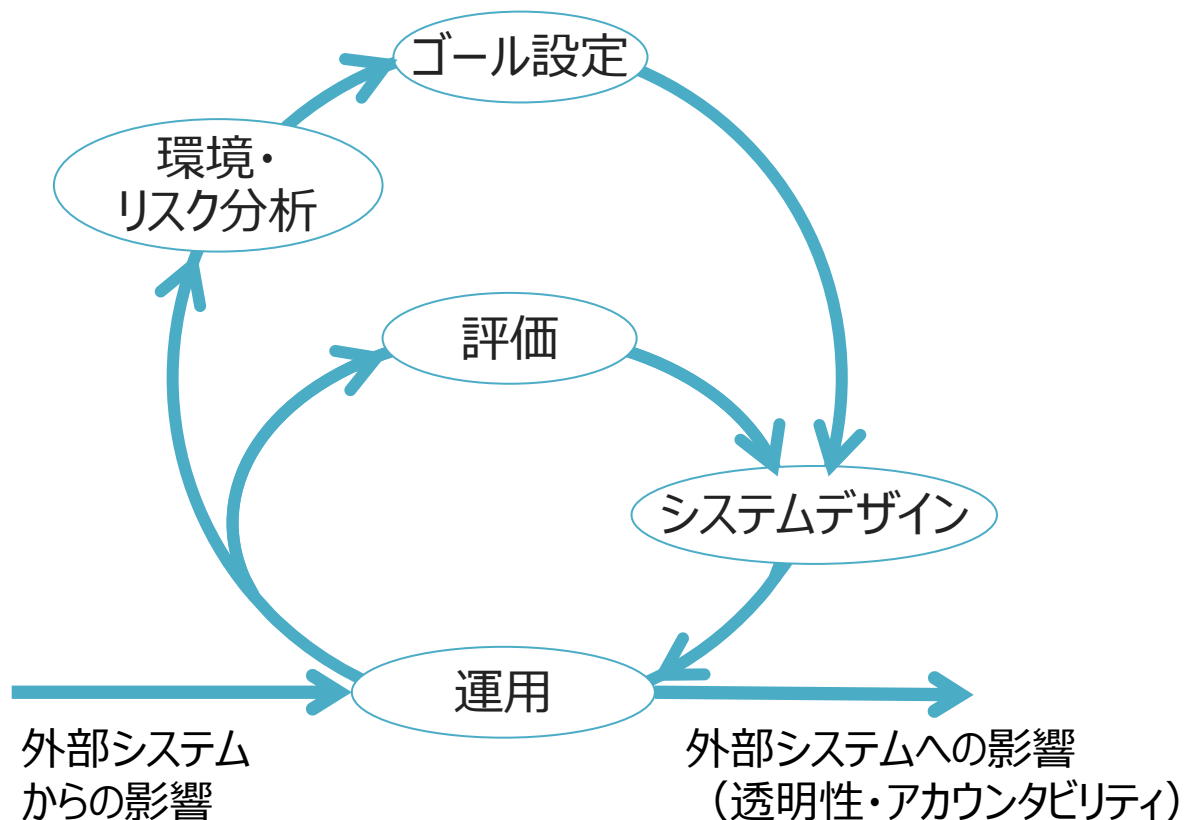 ゴール設定
環境・
リスク分析
評価
システムデザイン
運用
外部システム
からの影響
外部システムへの影響
（透明性・アカウンタビリティ）